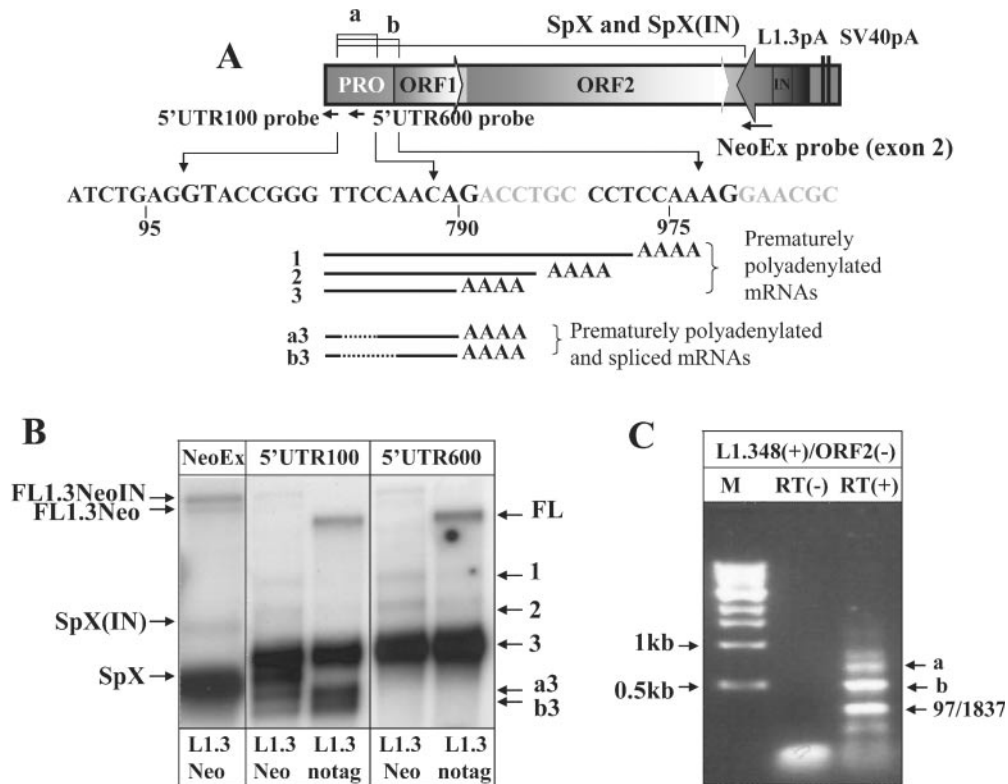 A
a
b
SpX and SpX(IN)
L1.3pA SV40pA
PRO ORF1 ORF2 IN
5'UTR100 probe 5'UTR600 probe
NeoEx probe (exon 2)
ATCTGAGGTACCGGG TTCCAACAGACCTGC CCTCCAAAGGAACGC
95 790 975
1 AAAA
2 AAAA
3 AAAA
Prematurely
polyadenylated
mRNAs
a3 AAAA
b3 AAAA
Prematurely polyadenylated
and spliced mRNAs
B
NeoEx 5'UTR100 5'UTR600
FL1.3NeoIN
FL1.3Neo
SpX(IN)
SpX
FL
1
2
3
a3
b3
L1.3 L1.3 L1.3 L1.3 L1.3
Neo Neo notag Neo notag
C
L1.348(+)/ORF2(-)
M RT(-) RT(+)
1kb
0.5kb
a
b
97/1837